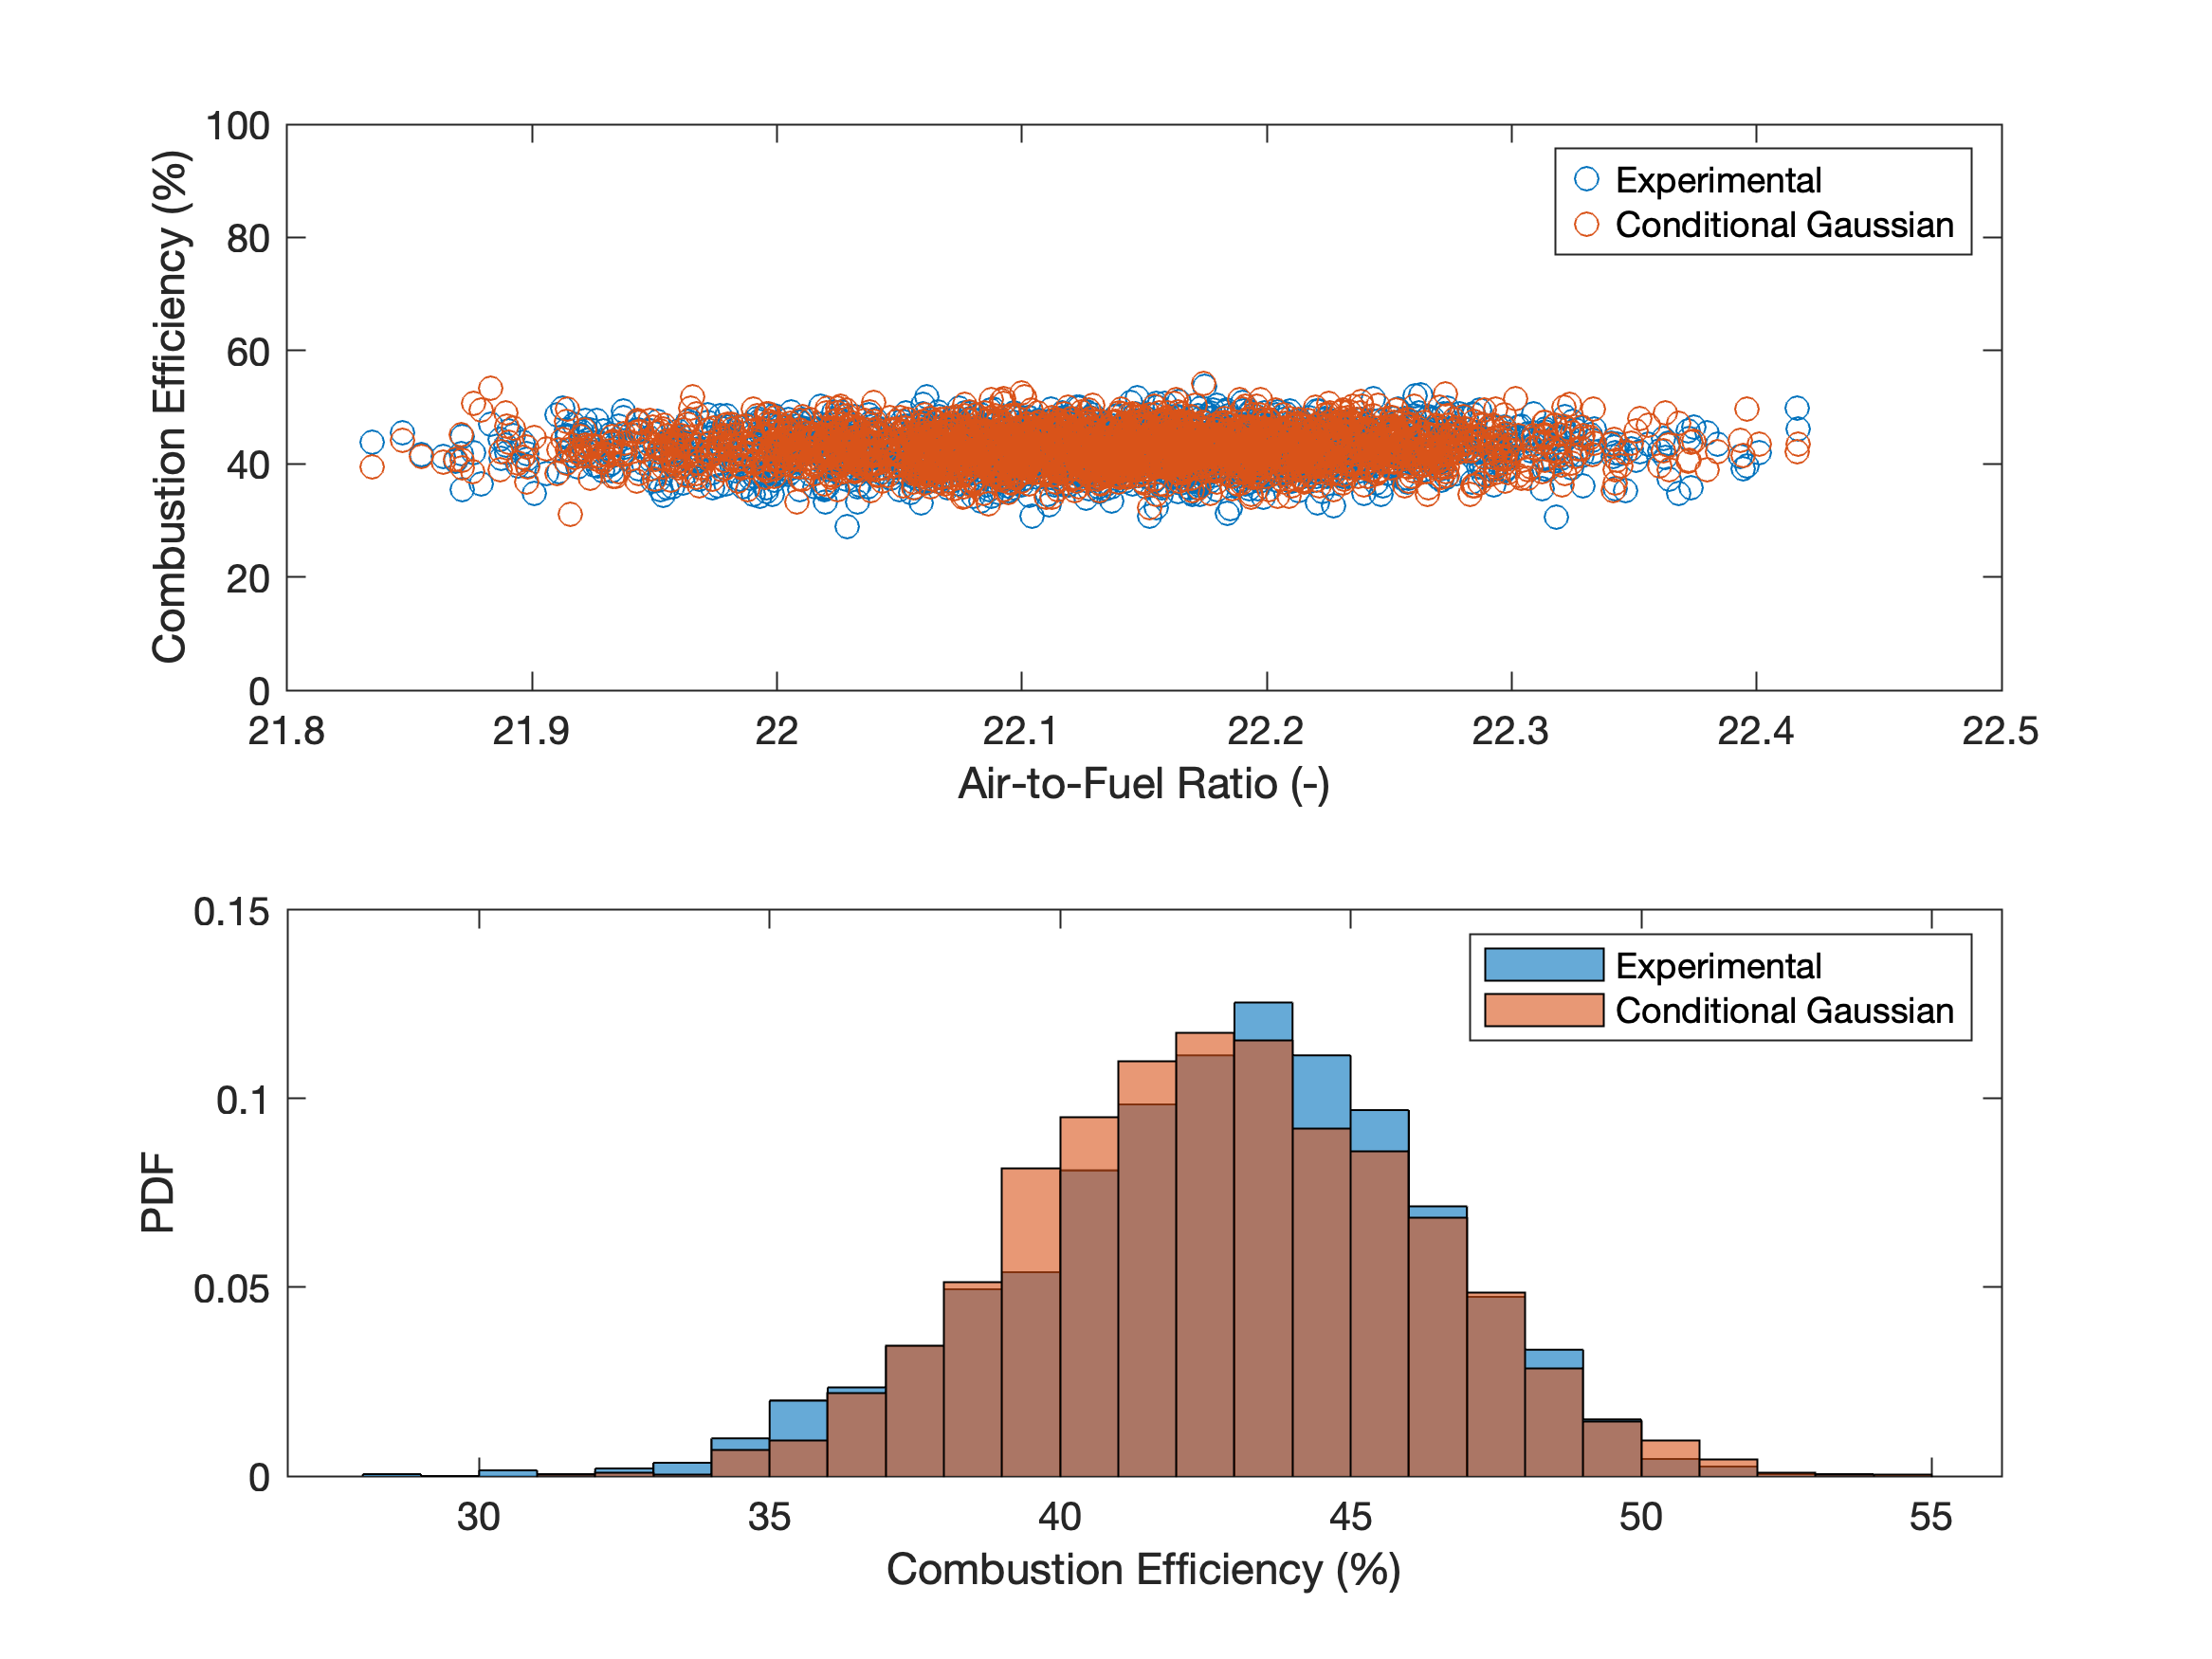 100
80
60
40
20
0
Combustion Efficiency (%)
Experimental
Conditional Gaussian
21.8 21.9 22 22.1 22.2 22.3 22.4 22.5
Air-to-Fuel Ratio (-)
0.15
0.1
0.05
0
PDF
Experimental
Conditional Gaussian
30 35 40 45 50 55
Combustion Efficiency (%)